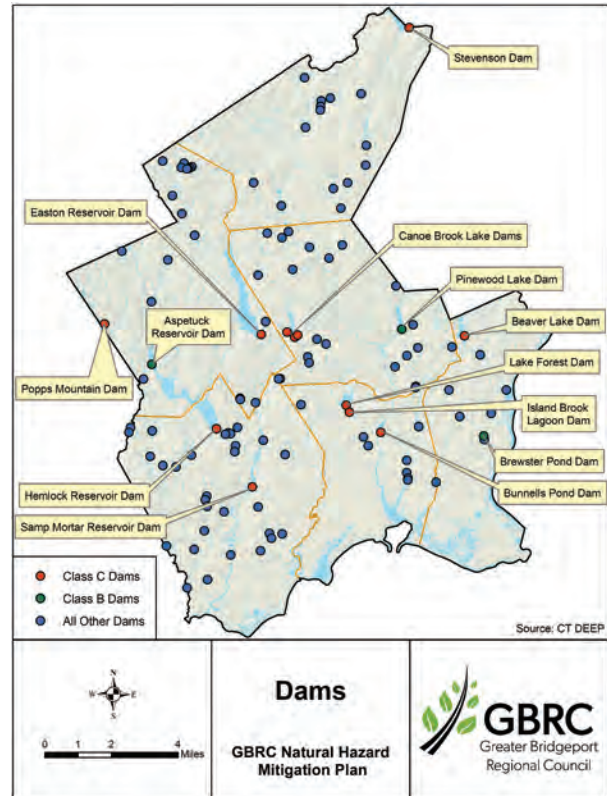 Stevenson Dam
Easton Reservoir Dam
Canoe Brook Lake Dams
Pinewood Lake Dam
Aspetuck
Reservoir Dam
Beaver Lake Dam
Lake Forest Dam
Popps Mountain Dam
Island Brook
Lagoon Dam
Brewster Pond Dam
Hemlock Reservoir Dam
Bunnells Pond Dam
Samp Mortar Reservoir Dam
Class C Dams
Class B Dams
All Other Dams
Source: CT DEEP
N
W E
S
0 1 2 4
Miles
Dams
GBRC Natural Hazard
Mitigation Plan
GBRC
Greater Bridgeport
Regional Council